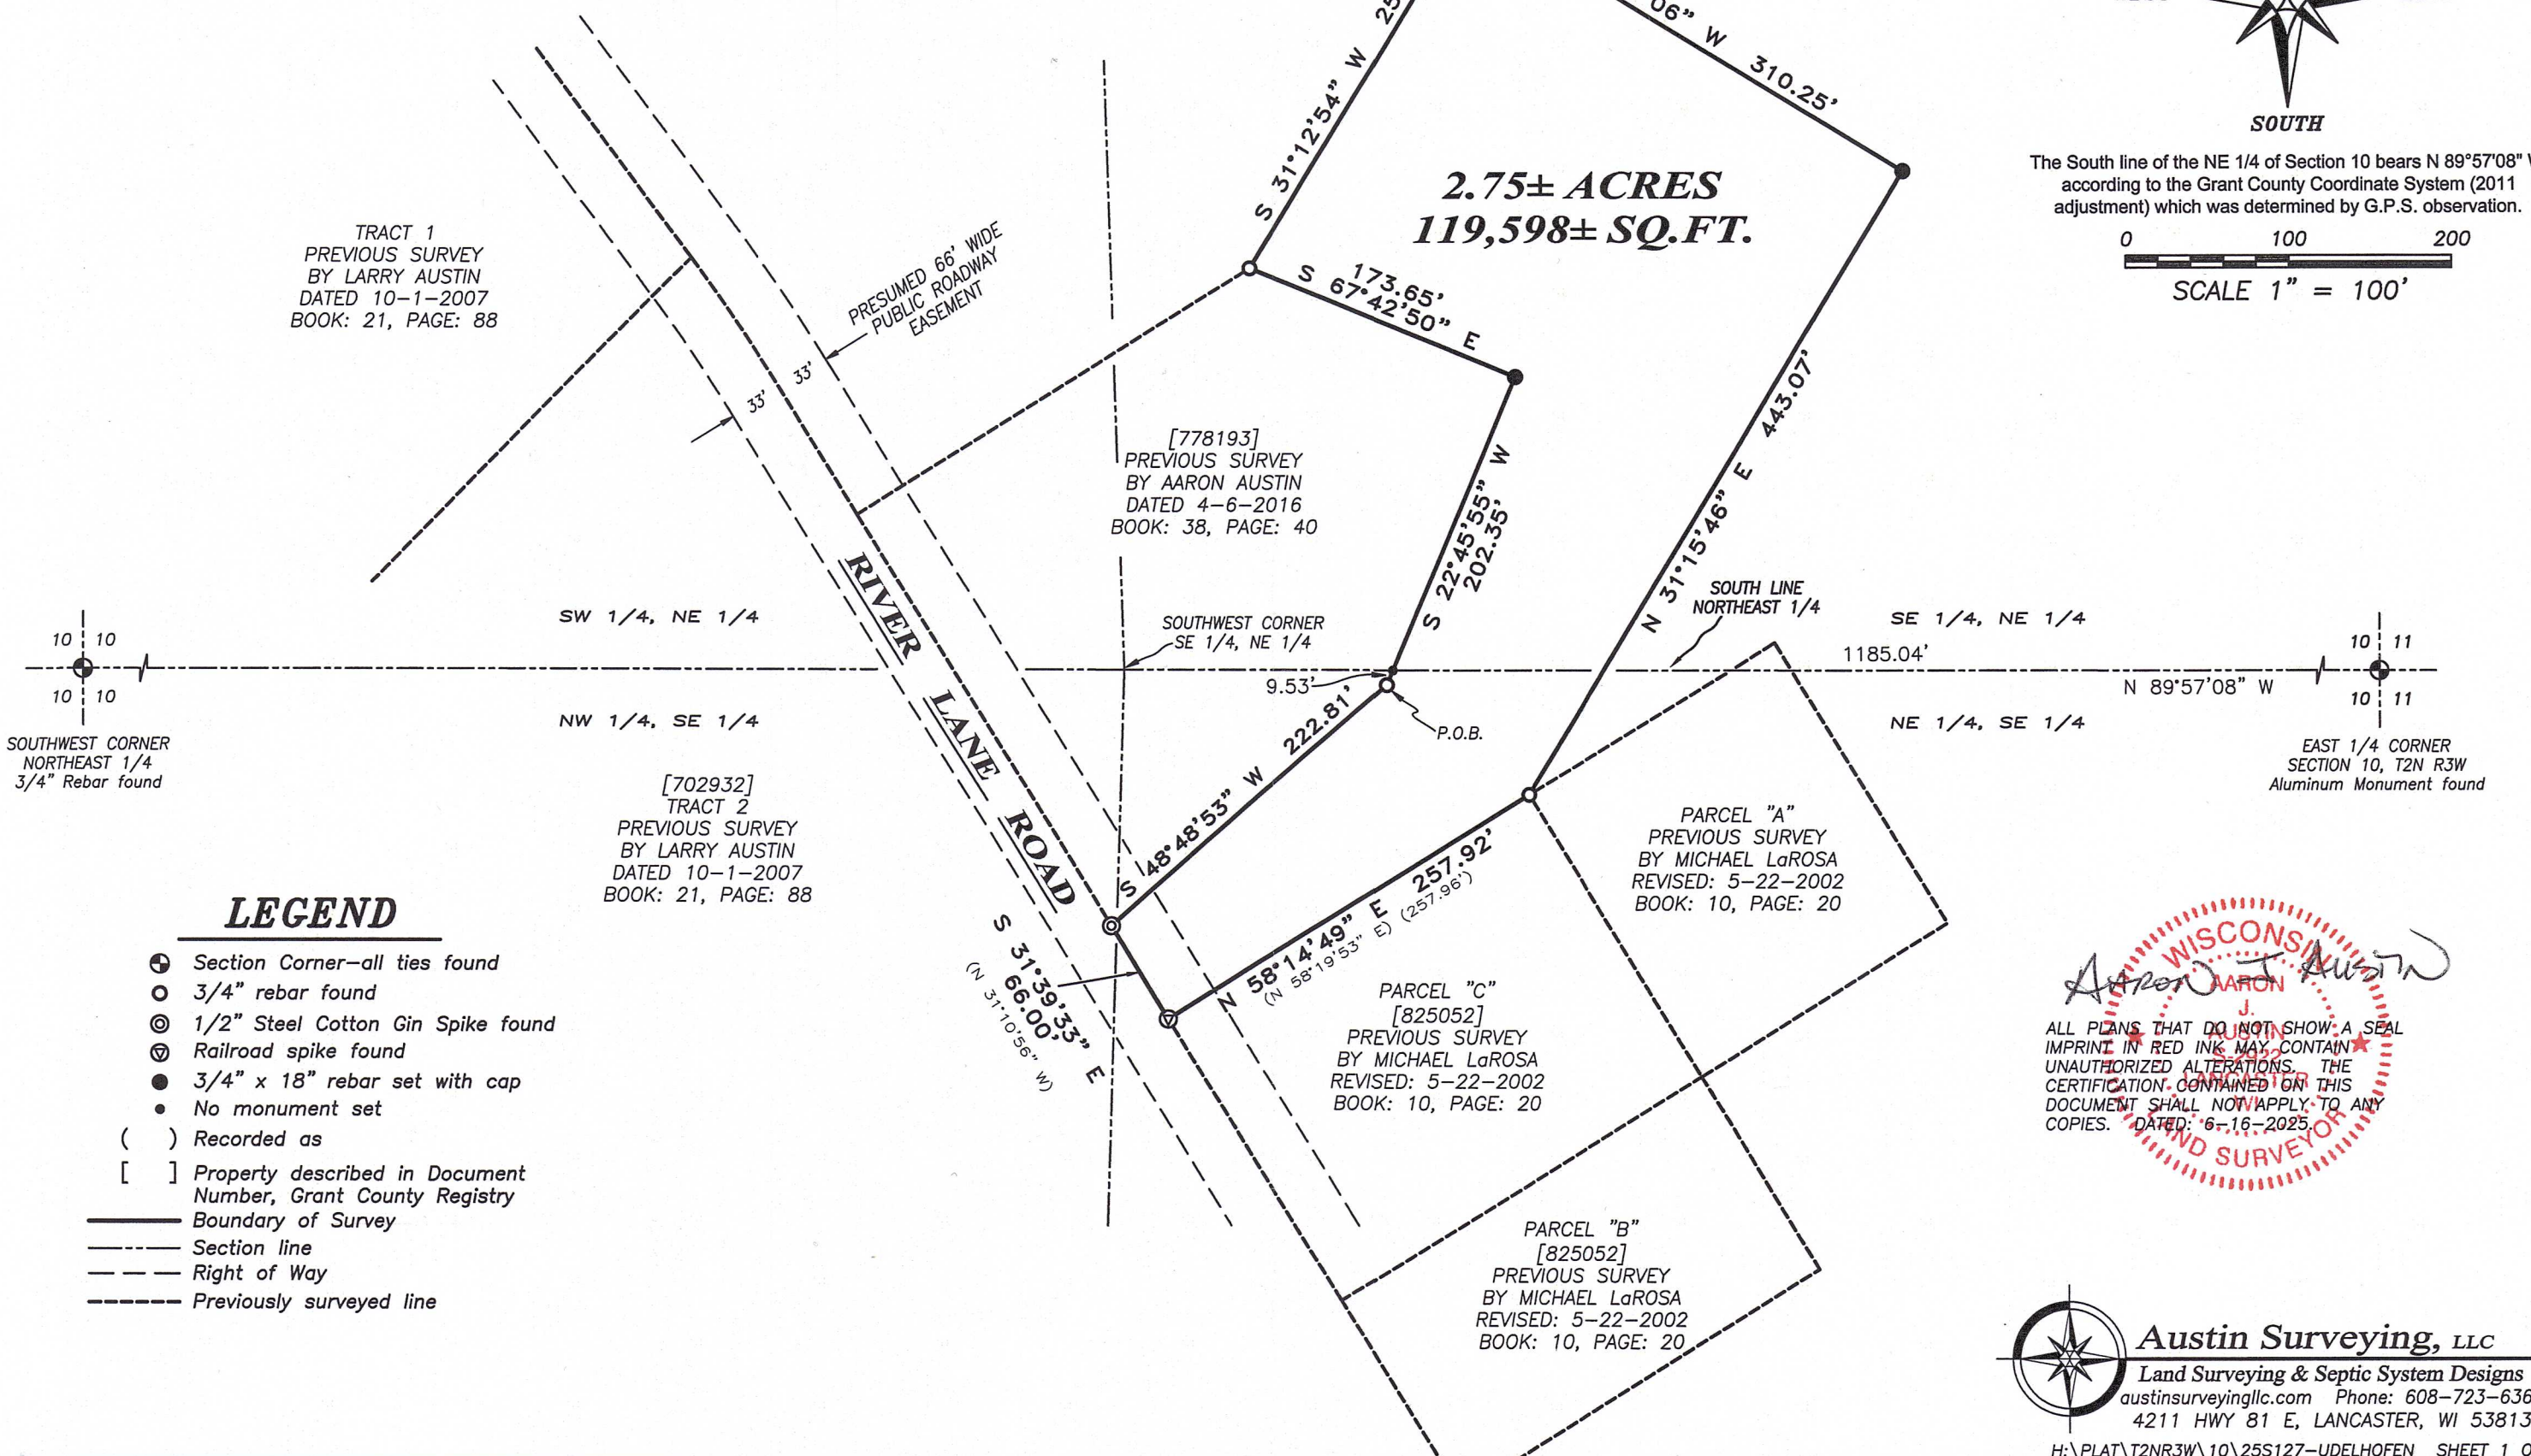 S 31°12'54" W 25
06" W 310.25'
SOUTH
The South line of the NE 1/4 of Section 10 bears N 89°57'08"
according to the Grant County Coordinate System (2011
adjustment) which was determined by G.P.S. observation.
0 100 200
SCALE 1" = 100'
2.75± ACRES
119,598± SQ.FT.
TRACT 1
PREVIOUS SURVEY
BY LARRY AUSTIN
DATED 10-1-2007
BOOK: 21, PAGE: 88
PRESUMED 66' WIDE
PUBLIC ROADWAY
EASEMENT
33'
33'
173.65'
S 67°42'50" E
[778193]
PREVIOUS SURVEY
BY AARON AUSTIN
DATED 4-6-2016
BOOK: 38, PAGE: 40
S 22°45'55" W
202.35'
N 31°15'46" E 443.07'
SOUTH LINE
NORTHEAST 1/4
SW 1/4, NE 1/4
SE 1/4, NE 1/4
SOUTHWEST CORNER
SE 1/4, NE 1/4
10 10
10 10
SOUTHWEST CORNER
NORTHEAST 1/4
3/4" Rebar found
1185.04'
N 89°57'08" W
10 11
10 11
EAST 1/4 CORNER
SECTION 10, T2N R3W
Aluminum Monument found
9.53'
P.O.B.
NW 1/4, SE 1/4
NE 1/4, SE 1/4
RIVER LANE ROAD
S 48°48'53" W 222.81'
[702932]
TRACT 2
PREVIOUS SURVEY
BY LARRY AUSTIN
DATED 10-1-2007
BOOK: 21, PAGE: 88
PARCEL "A"
PREVIOUS SURVEY
BY MICHAEL LaROSA
REVISED: 5-22-2002
BOOK: 10, PAGE: 20
N 58°14'49" E 257.92'
(N 58°19'53" E) (257.96')
S 31°39'33" E
66.00'
(N 31°10'56" W)
PARCEL "C"
[825052]
PREVIOUS SURVEY
BY MICHAEL LaROSA
REVISED: 5-22-2002
BOOK: 10, PAGE: 20
PARCEL "B"
[825052]
PREVIOUS SURVEY
BY MICHAEL LaROSA
REVISED: 5-22-2002
BOOK: 10, PAGE: 20
LEGEND
Section Corner-all ties found
3/4" rebar found
1/2" Steel Cotton Gin Spike found
Railroad spike found
3/4" x 18" rebar set with cap
No monument set
( ) Recorded as
[ ] Property described in Document
Number, Grant County Registry
Boundary of Survey
Section line
Right of Way
Previously surveyed line
AARON J AUSTIN
WISCONSIN
AARON
J.
AUSTIN
S-2922
LANCASTER
WI
LAND SURVEYOR
ALL PLANS THAT DO NOT SHOW A SEAL
IMPRINT IN RED INK MAY CONTAIN
UNAUTHORIZED ALTERATIONS. THE
CERTIFICATION CONTAINED ON THIS
DOCUMENT SHALL NOT APPLY TO ANY
COPIES. DATED: 6-16-2025.
Austin Surveying, LLC
Land Surveying & Septic System Designs
austinsurveyingllc.com Phone: 608-723-636
4211 HWY 81 E, LANCASTER, WI 53813
H:\PLAT\T2NR3W\10\25S127-UDELHOFEN SHEET 1 O